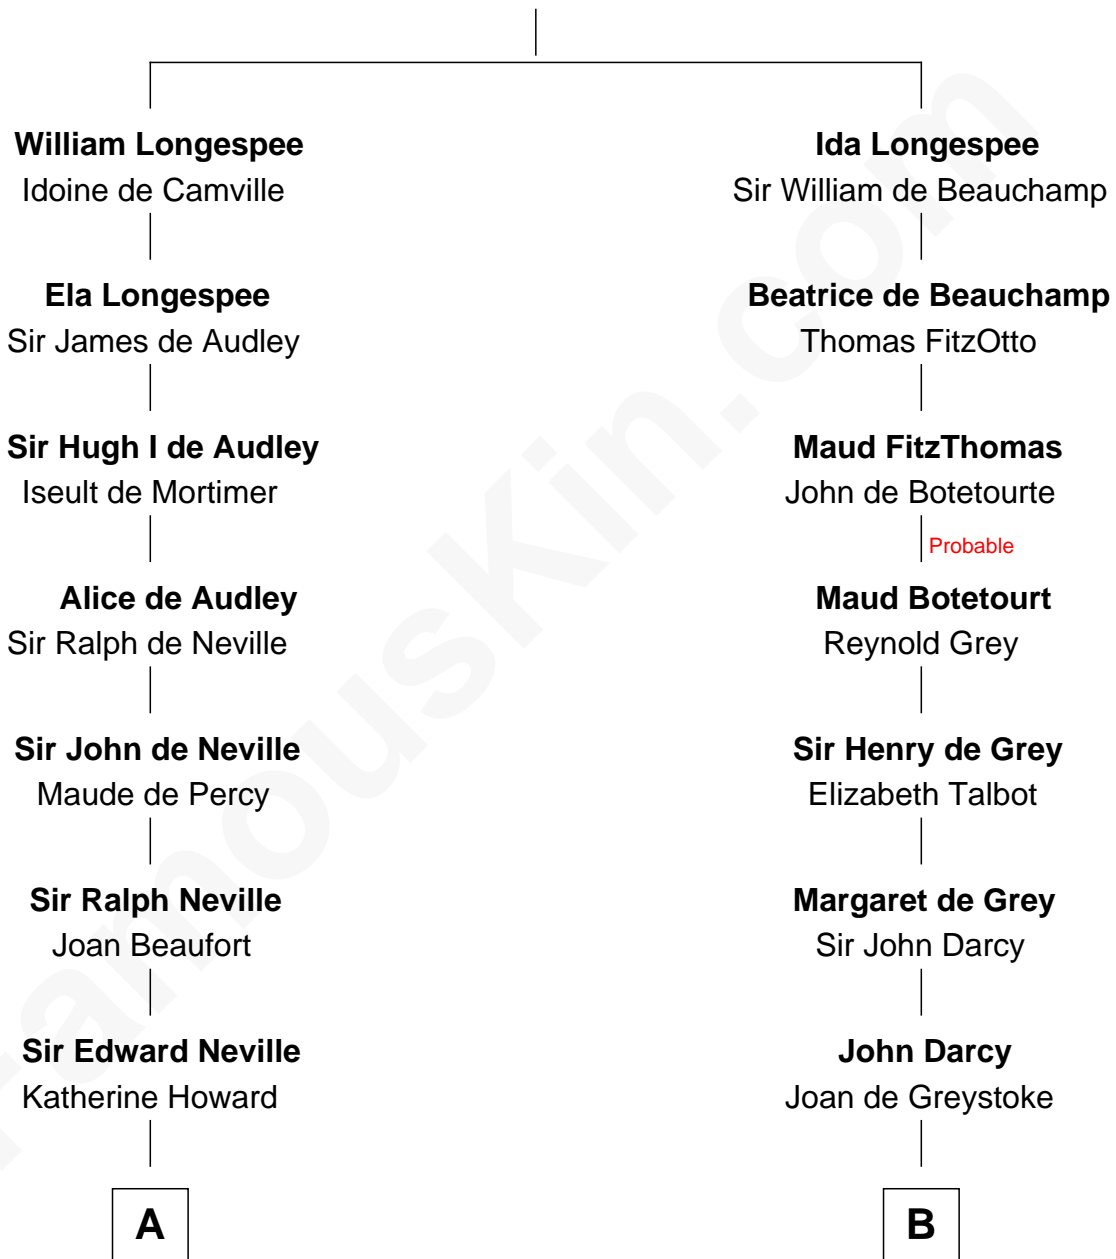 William Longespee
Idoine de Camville
Ela Longespee
Sir James de Audley
Sir Hugh I de Audley
Iseult de Mortimer
Alice de Audley
Sir Ralph de Neville
Sir John de Neville
Maude de Percy
Sir Ralph Neville
Joan Beaufort
Sir Edward Neville
Katherine Howard
A
Ida Longespee
Sir William de Beauchamp
Beatrice de Beauchamp
Thomas FitzOtto
Maud FitzThomas
John de Botetourte
Probable
Maud Botetourt
Reynold Grey
Sir Henry de Grey
Elizabeth Talbot
Margaret de Grey
Sir John Darcy
John Darcy
Joan de Greystoke
B
FamousKin.com